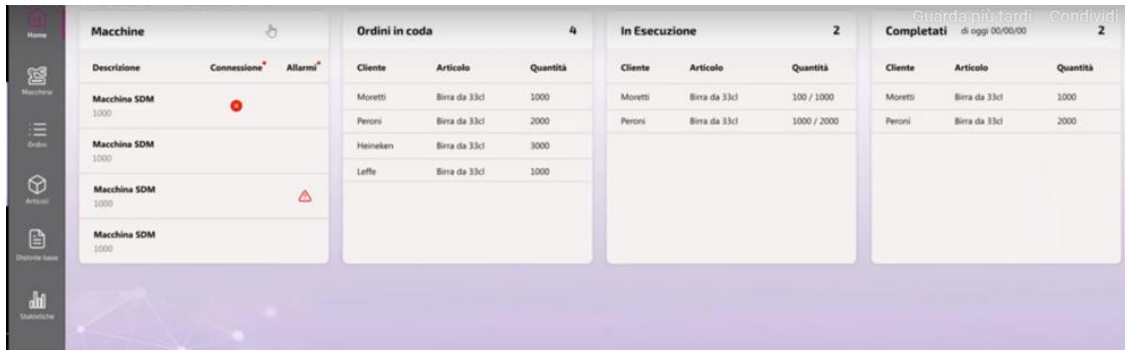 Guarda più tardi Condividi
Home
Macchine
Ordini
Articoli
Distinte base
Statistiche
Macchine
Descrizione Connessione* Allarmi*
Macchina SDM
1000
Macchina SDM
1000
Macchina SDM
1000
Macchina SDM
1000
Ordini in coda 4
Cliente Articolo Quantità
Moretti Birra da 33cl 1000
Peroni Birra da 33cl 2000
Heineken Birra da 33cl 3000
Leffe Birra da 33cl 1000
In Esecuzione 2
Cliente Articolo Quantità
Moretti Birra da 33cl 100 / 1000
Peroni Birra da 33cl 1000 / 2000
Completati di oggi 00/00/00 2
Cliente Articolo Quantità
Moretti Birra da 33cl 1000
Peroni Birra da 33cl 2000